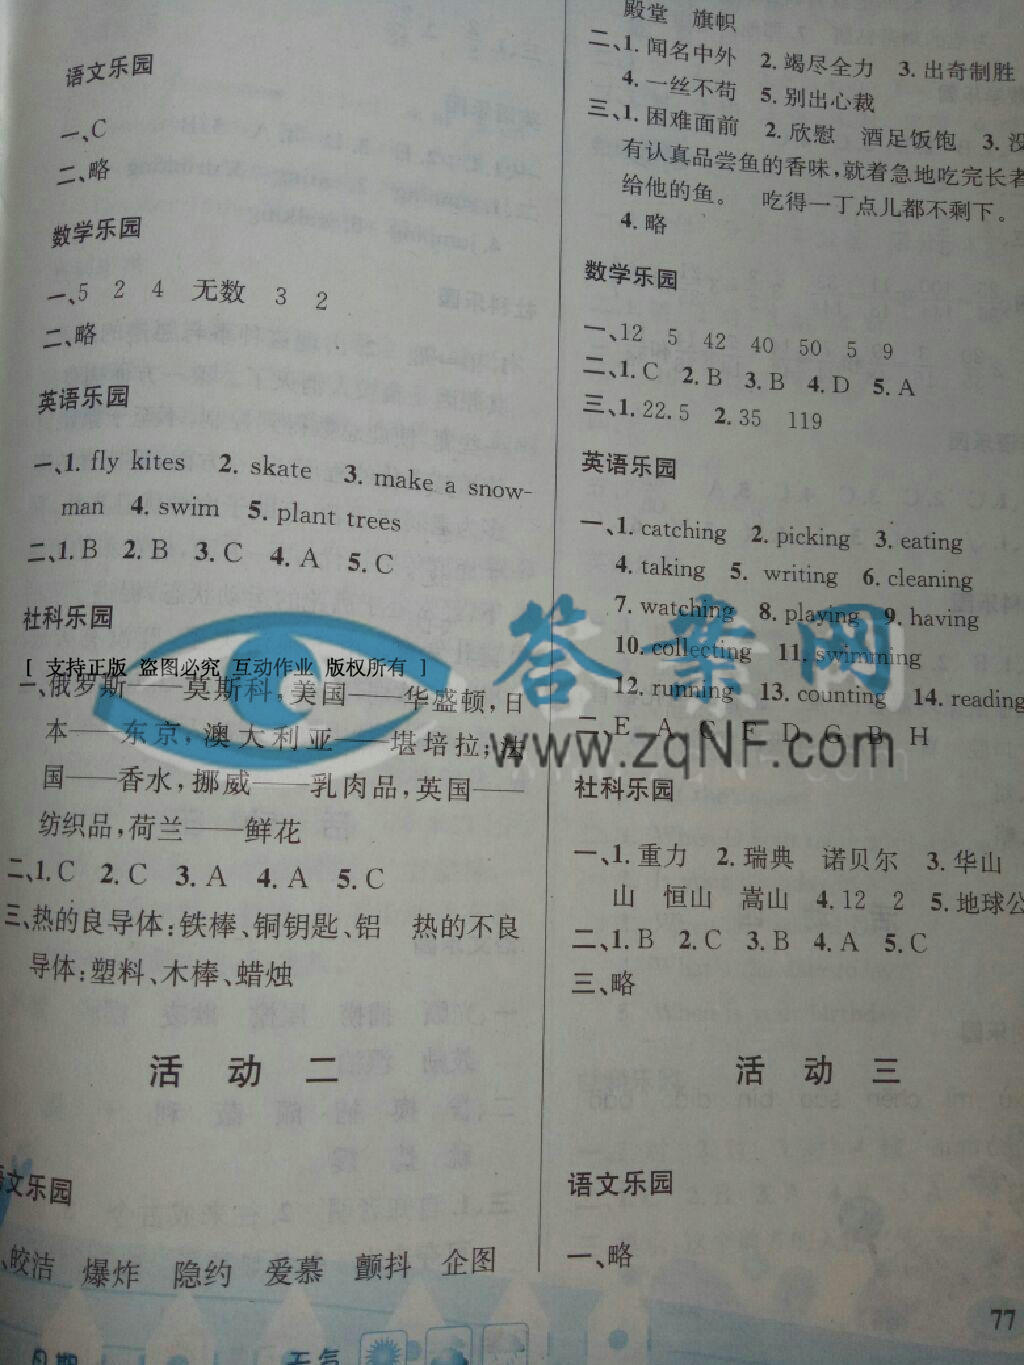 语文乐园
一、C
二、略
数学乐园
一、5 2 4 无数 3 2
二、略
英语乐园
一、1. fly kites 2. skate 3. make a snow-
man 4. swim 5. plant trees
二、1. B 2. B 3. C 4. A 5. C
社科乐园
[ 支持正版 盗图必究 互动作业 版权所有 ]
一、俄罗斯——莫斯科,美国——华盛顿,日
本——东京,澳大利亚——堪培拉;法
国——香水,挪威——乳肉品,英国——
纺织品,荷兰——鲜花
二、1. C 2. C 3. A 4. A 5. C
三、热的良导体:铁棒、铜钥匙、铝 热的不良
导体:塑料、木棒、蜡烛
活动二
语文乐园
、皎洁 爆炸 隐约 爱慕 颤抖 企图
殿堂 旗帜
二、1. 闻名中外 2. 竭尽全力 3. 出奇制胜
4. 一丝不苟 5. 别出心裁
三、1. 困难面前 2. 欣慰 酒足饭饱 3. 没
有认真品尝鱼的香味,就着急地吃完长者
给他的鱼。 吃得一丁点儿都不剩下。
4. 略
数学乐园
一、12 5 42 40 50 5 9
二、1. C 2. B 3. B 4. D 5. A
三、1. 22.5 2. 35 119
英语乐园
一、1. catching 2. picking 3. eating
4. taking 5. writing 6. cleaning
7. watching 8. playing 9. having
10. collecting 11. swimming
12. running 13. counting 14. reading
二、E A C F D G B H
社科乐园
一、1. 重力 2. 瑞典 诺贝尔 3. 华山
山 恒山 嵩山 4. 12 2 5. 地球公
二、1. B 2. C 3. B 4. A 5. C
三、略
活动三
语文乐园
一、略
77
日期 天气
答案网
www.zqNF.com